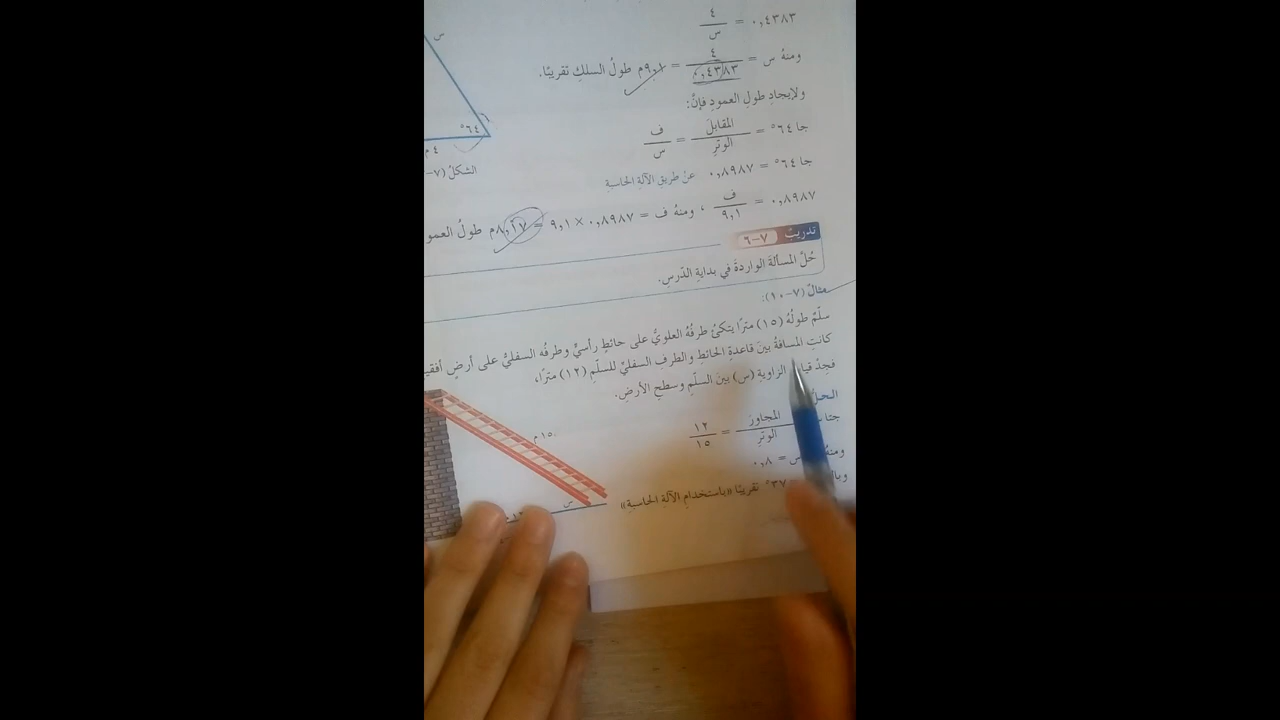 ٠,٤٣٨٣ = ٤/س
ومنهُ س = ٤/٠,٤٣٨٣ = ٩,١م طولُ السلكِ تقريبًا.
ولإيجادِ طولِ العمودِ فإنَّ:
جا ٦٤° = المقابل/الوترِ = ف/س
جا ٦٤° = ٠,٨٩٨٧ عنْ طريقِ الآلةِ الحاسبةِ
٠,٨٩٨٧ = ف/٩,١ ، ومنهُ ف = ٠,٨٩٨٧ × ٩,١ = ٨,٢٧م طولُ
س
٦٤°
٤ م
الشكلُ (٧-
تدريبٌ ٧-٦
حُلَّ المسألةَ الواردةَ في بدايةِ الدّرسِ.
مثالٌ (٧-١٠):
سلّمٌ طولُهُ (١٥) مترًا يتكئُ طرفُهُ العلويُّ على حائطٍ رأسيٍّ وطرفُه السفليُّ على أرضٍ
كانتِ المسافةُ بينَ قاعدةِ الحائطِ والطرفِ السفليِّ للسلّمِ (١٢) مترًا،
فجِدْ الزاويةِ (س) بينَ السلّمِ وسطحِ الأرضِ.
المجاورَ/الوترِ = ١٢/١٥
س = ٠,٨
٣٧° تقريبًا «باستخدامِ الآلةِ الحاسبةِ»
١٥ م
س